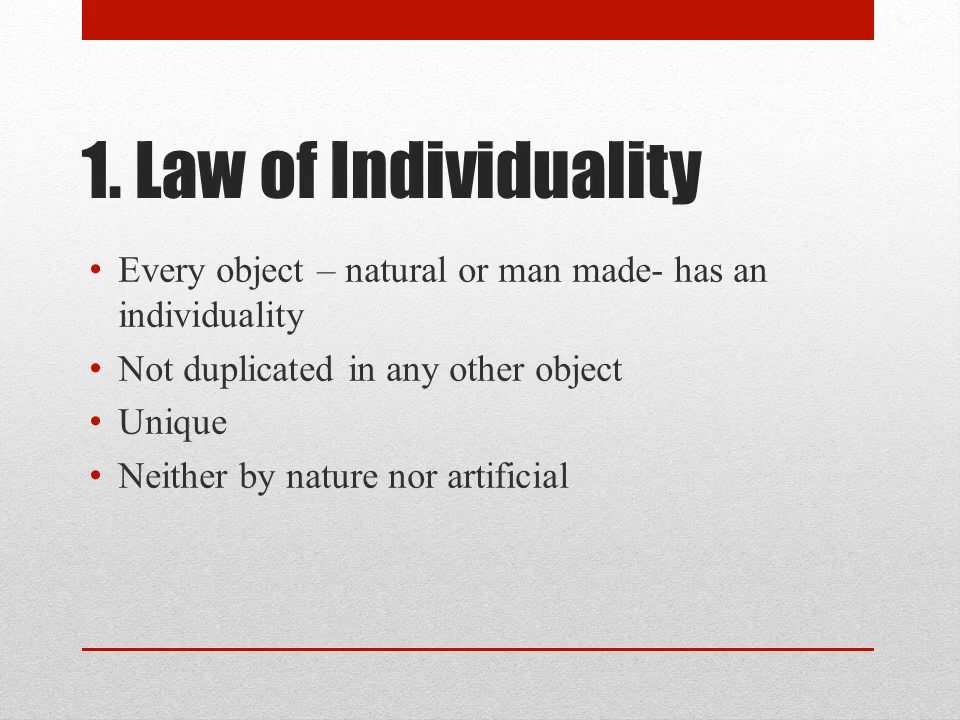 1. Law of Individuality
• Every object – natural or man made- has an
individuality
• Not duplicated in any other object
• Unique
• Neither by nature nor artificial